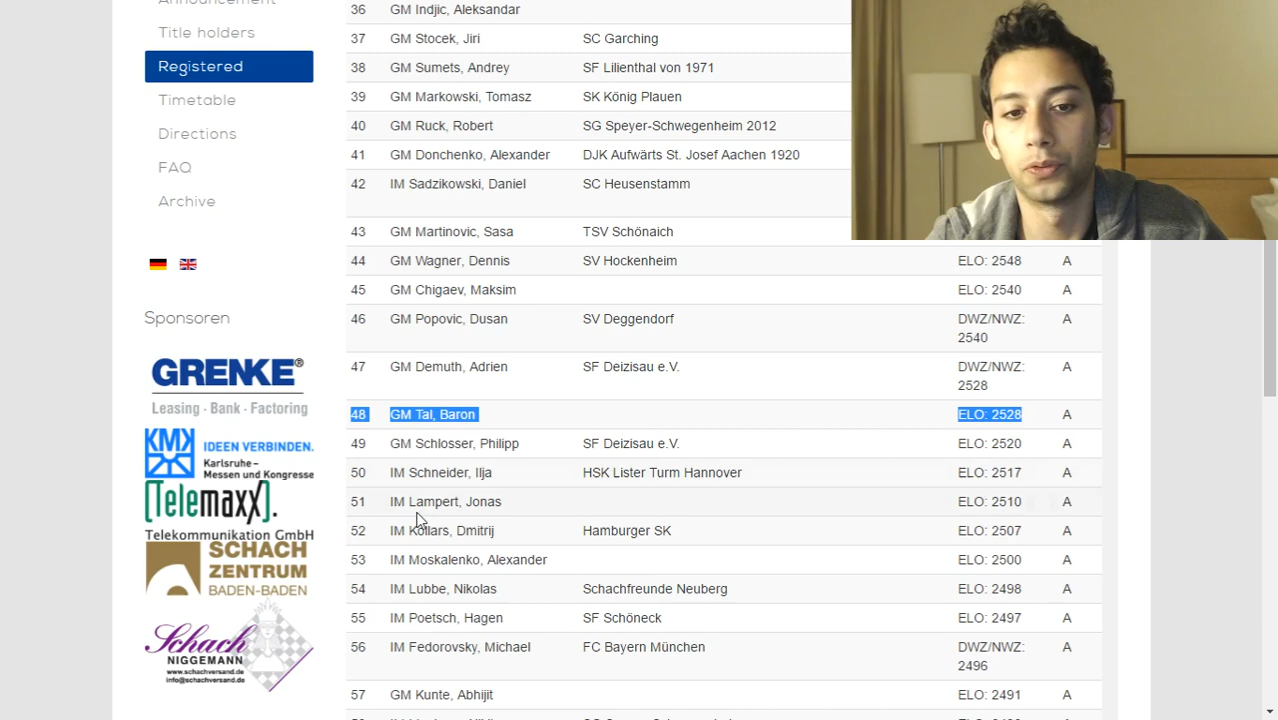 Announcement
Title holders
Registered
Timetable
Directions
FAQ
Archive
Sponsoren
GRENKE®
Leasing · Bank · Factoring
KMK IDEEN VERBINDEN.
Karlsruhe –
Messen und Kongresse
[Telemaxx].
Telekommunikation GmbH
SCHACH
ZENTRUM
BADEN-BADEN
Schach
NIGGEMANN
www.schachversand.de
info@schachversand.de
36 GM Indjic, Aleksandar
37 GM Stocek, Jiri SC Garching
38 GM Sumets, Andrey SF Lilienthal von 1971
39 GM Markowski, Tomasz SK König Plauen
40 GM Ruck, Robert SG Speyer-Schwegenheim 2012
41 GM Donchenko, Alexander DJK Aufwärts St. Josef Aachen 1920
42 IM Sadzikowski, Daniel SC Heusenstamm
43 GM Martinovic, Sasa TSV Schönaich
44 GM Wagner, Dennis SV Hockenheim ELO: 2548 A
45 GM Chigaev, Maksim ELO: 2540 A
46 GM Popovic, Dusan SV Deggendorf DWZ/NWZ: A
2540
47 GM Demuth, Adrien SF Deizisau e.V. DWZ/NWZ: A
2528
48 GM Tal, Baron ELO: 2528 A
49 GM Schlosser, Philipp SF Deizisau e.V. ELO: 2520 A
50 IM Schneider, Ilja HSK Lister Turm Hannover ELO: 2517 A
51 IM Lampert, Jonas ELO: 2510 A
52 IM Kollars, Dmitrij Hamburger SK ELO: 2507 A
53 IM Moskalenko, Alexander ELO: 2500 A
54 IM Lubbe, Nikolas Schachfreunde Neuberg ELO: 2498 A
55 IM Poetsch, Hagen SF Schöneck ELO: 2497 A
56 IM Fedorovsky, Michael FC Bayern München DWZ/NWZ: A
2496
57 GM Kunte, Abhijit ELO: 2491 A